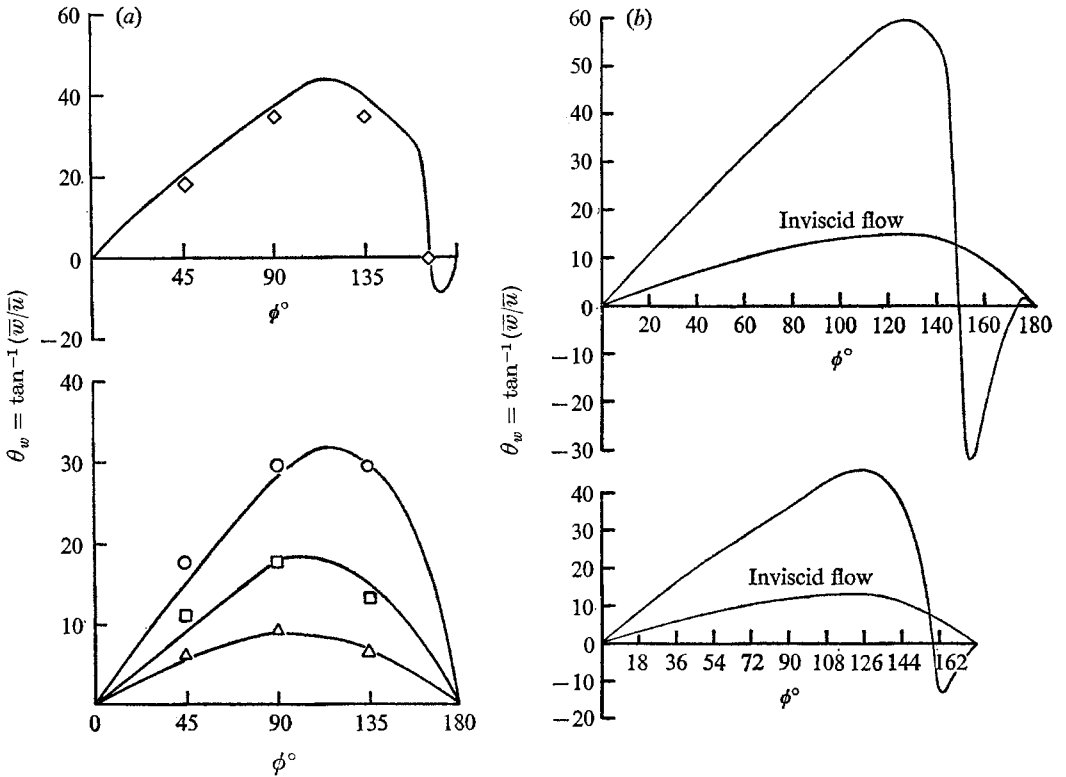 (a)
60
40
20
0
− 20
45 90 135
ϕ°
θw = tan⁻¹ (w̅/u̅)
40
30
20
10
0 45 90 135 180
ϕ°
(b)
60
50
40
30
20
10
0
−10
−20
−30
Inviscid flow
20 40 60 80 100 120 140 160 180
ϕ°
θw = tan⁻¹ (w̅/u̅)
40
30
20
10
0
−10
−20
Inviscid flow
18 36 54 72 90 108 126 144 162
ϕ°